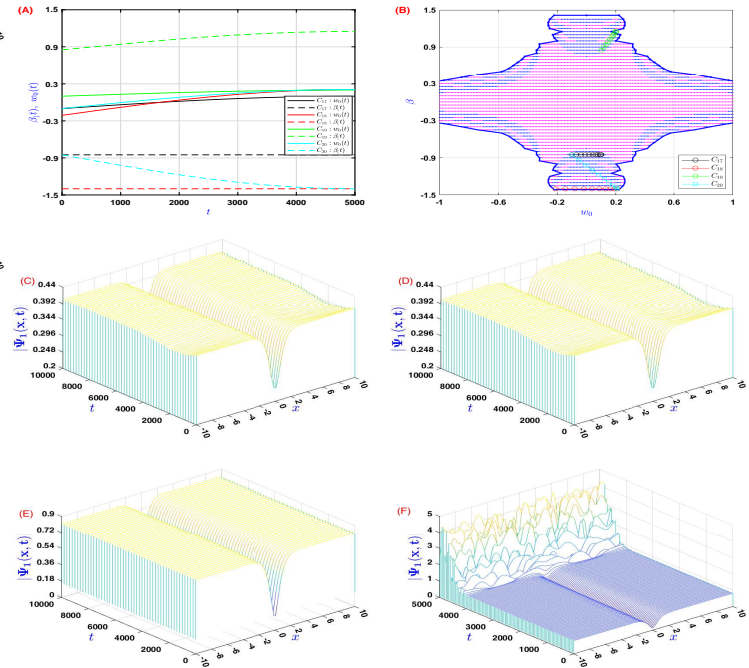 (A)
1.5
0.9
0.3
-0.3
-0.9
-1.5
β₁(t), w₀(t)
0 1000 2000 3000 4000 5000
t
C₁₇ : w₀(t)
C₁₇ : β(t)
C₁₈ : w₀(t)
C₁₈ : β(t)
C₁₉ : w₀(t)
C₁₉ : β(t)
C₂₀ : w₀(t)
C₂₀ : β(t)
(B)
1.5
0.9
0.3
-0.3
-0.9
-1.5
β
-1 -0.6 -0.2 0.2 0.6 1
w₀
C₁₇
C₁₈
C₁₉
C₂₀
(C)
|Ψ₁(x,t)
0.44
0.392
0.344
0.296
0.248
0.2
10000 8000 6000 4000 2000 0
t
-10 -8 -6 -4 -2 0 2 4 6 8 10
x
(D)
|Ψ₁(x,t)
0.44
0.392
0.344
0.296
0.248
0.2
10000 8000 6000 4000 2000 0
t
-10 -8 -6 -4 -2 0 2 4 6 8 10
x
(E)
|Ψ₁(x,t)
0.9
0.72
0.54
0.36
0.18
0
10000 8000 6000 4000 2000 0
t
-10 -8 -6 -4 -2 0 2 4 6 8 10
x
(F)
|Ψ₁(x,t)
5
4
3
2
1
0
5000 4000 3000 2000 1000 0
t
-10 -8 -6 -4 -2 0 2 4 6 8 10
x